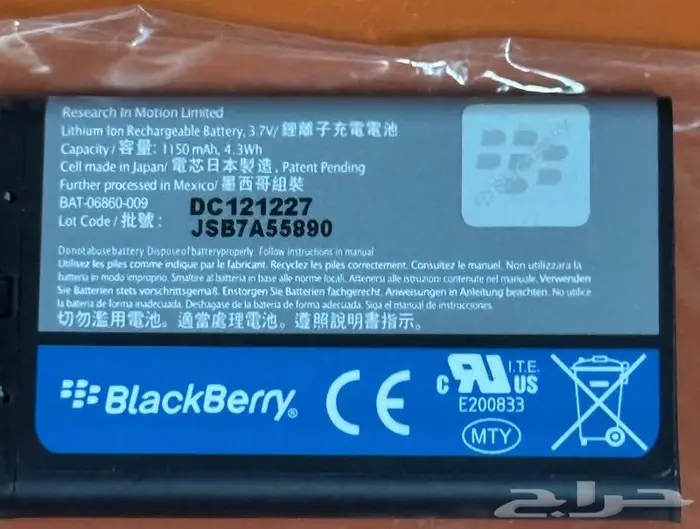 Research In Motion Limited
Lithium Ion Rechargeable Battery, 3.7V/ 鋰離子充電電池
Capacity / 容量: 1150 mAh, 4.3Wh
Cell made in Japan/ 電芯日本製造, Patent Pending
Further processed in Mexico/ 墨西哥組裝
BAT-06860-009
DC121227
Lot Code / 批號:
JSB7A55890
Do not abuse battery Dispose of battery properly Follow instructions in manual
Utilisez les piles comme indique par le fabricant. Recyclez les piles correctement. Consultez le manuel. Non utilizzara la
batteria in modo improprio. Smaltire al batteria in base alle norme locali. Attenersi alle istruzioni contenute nel manuale. Verwenden
Sie Batterien stets vorschriftsmäßig. Entsorgen Sie Batterien fachgerecht. Anweisungen in Anleitung beachten. No utilice
la bateria de forma inadecuada. Deshagase de la bateria de forma apropiada. Siga el manual de instrucciones.
切勿濫用電池。適當處理電池。遵照說明書指示。
BlackBerry®
CE
c RU US
I.T.E.
E200833
MTY
حراج